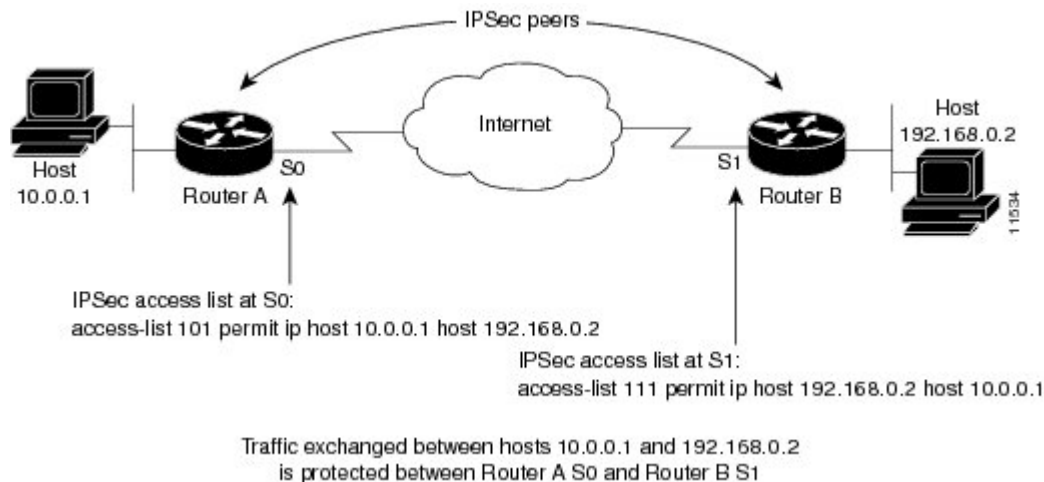 IPSec peers
Internet
Host
10.0.0.1
Router A
S0
S1
Router B
Host
192.168.0.2
11534
IPSec access list at S0:
access-list 101 permit ip host 10.0.0.1 host 192.168.0.2
IPSec access list at S1:
access-list 111 permit ip host 192.168.0.2 host 10.0.0.1
Traffic exchanged between hosts 10.0.0.1 and 192.168.0.2
is protected between Router A S0 and Router B S1